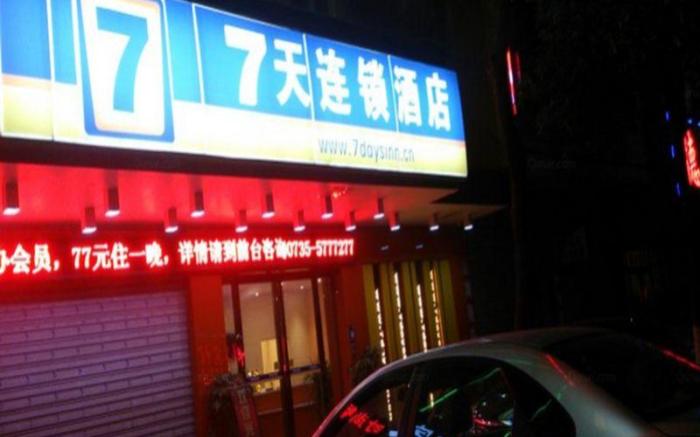 7 7天连锁酒店
www.7daysinn.cn
办会员，77元住一晚，详情请到前台咨询0735-5777277